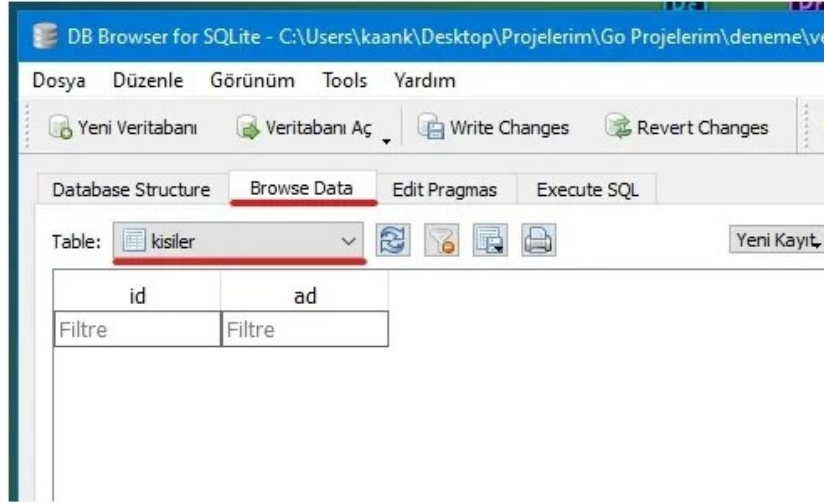 DB Browser for SQLite - C:\Users\kaank\Desktop\Projelerim\Go Projelerim\deneme\ve
Dosya Düzenle Görünüm Tools Yardım
Yeni Veritabanı Veritabanı Aç Write Changes Revert Changes
Database Structure Browse Data Edit Pragmas Execute SQL
Table: kisiler Yeni Kayıt
id ad
Filtre Filtre